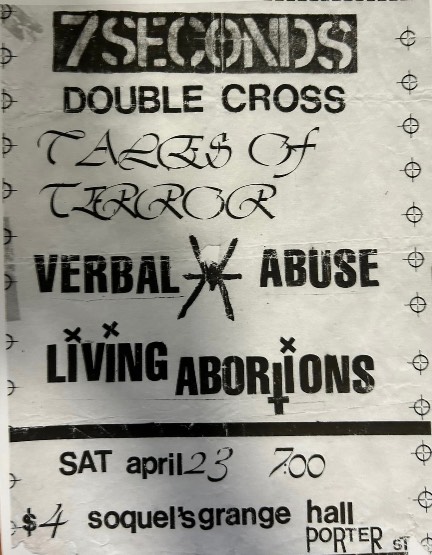 7SECONDS
DOUBLE CROSS
TALES Of
TERROR
VERBAL ABUSE
LIVING ABORTIONS
SAT april 23 7:00
$4 soquel's grange hall
PORTER ST